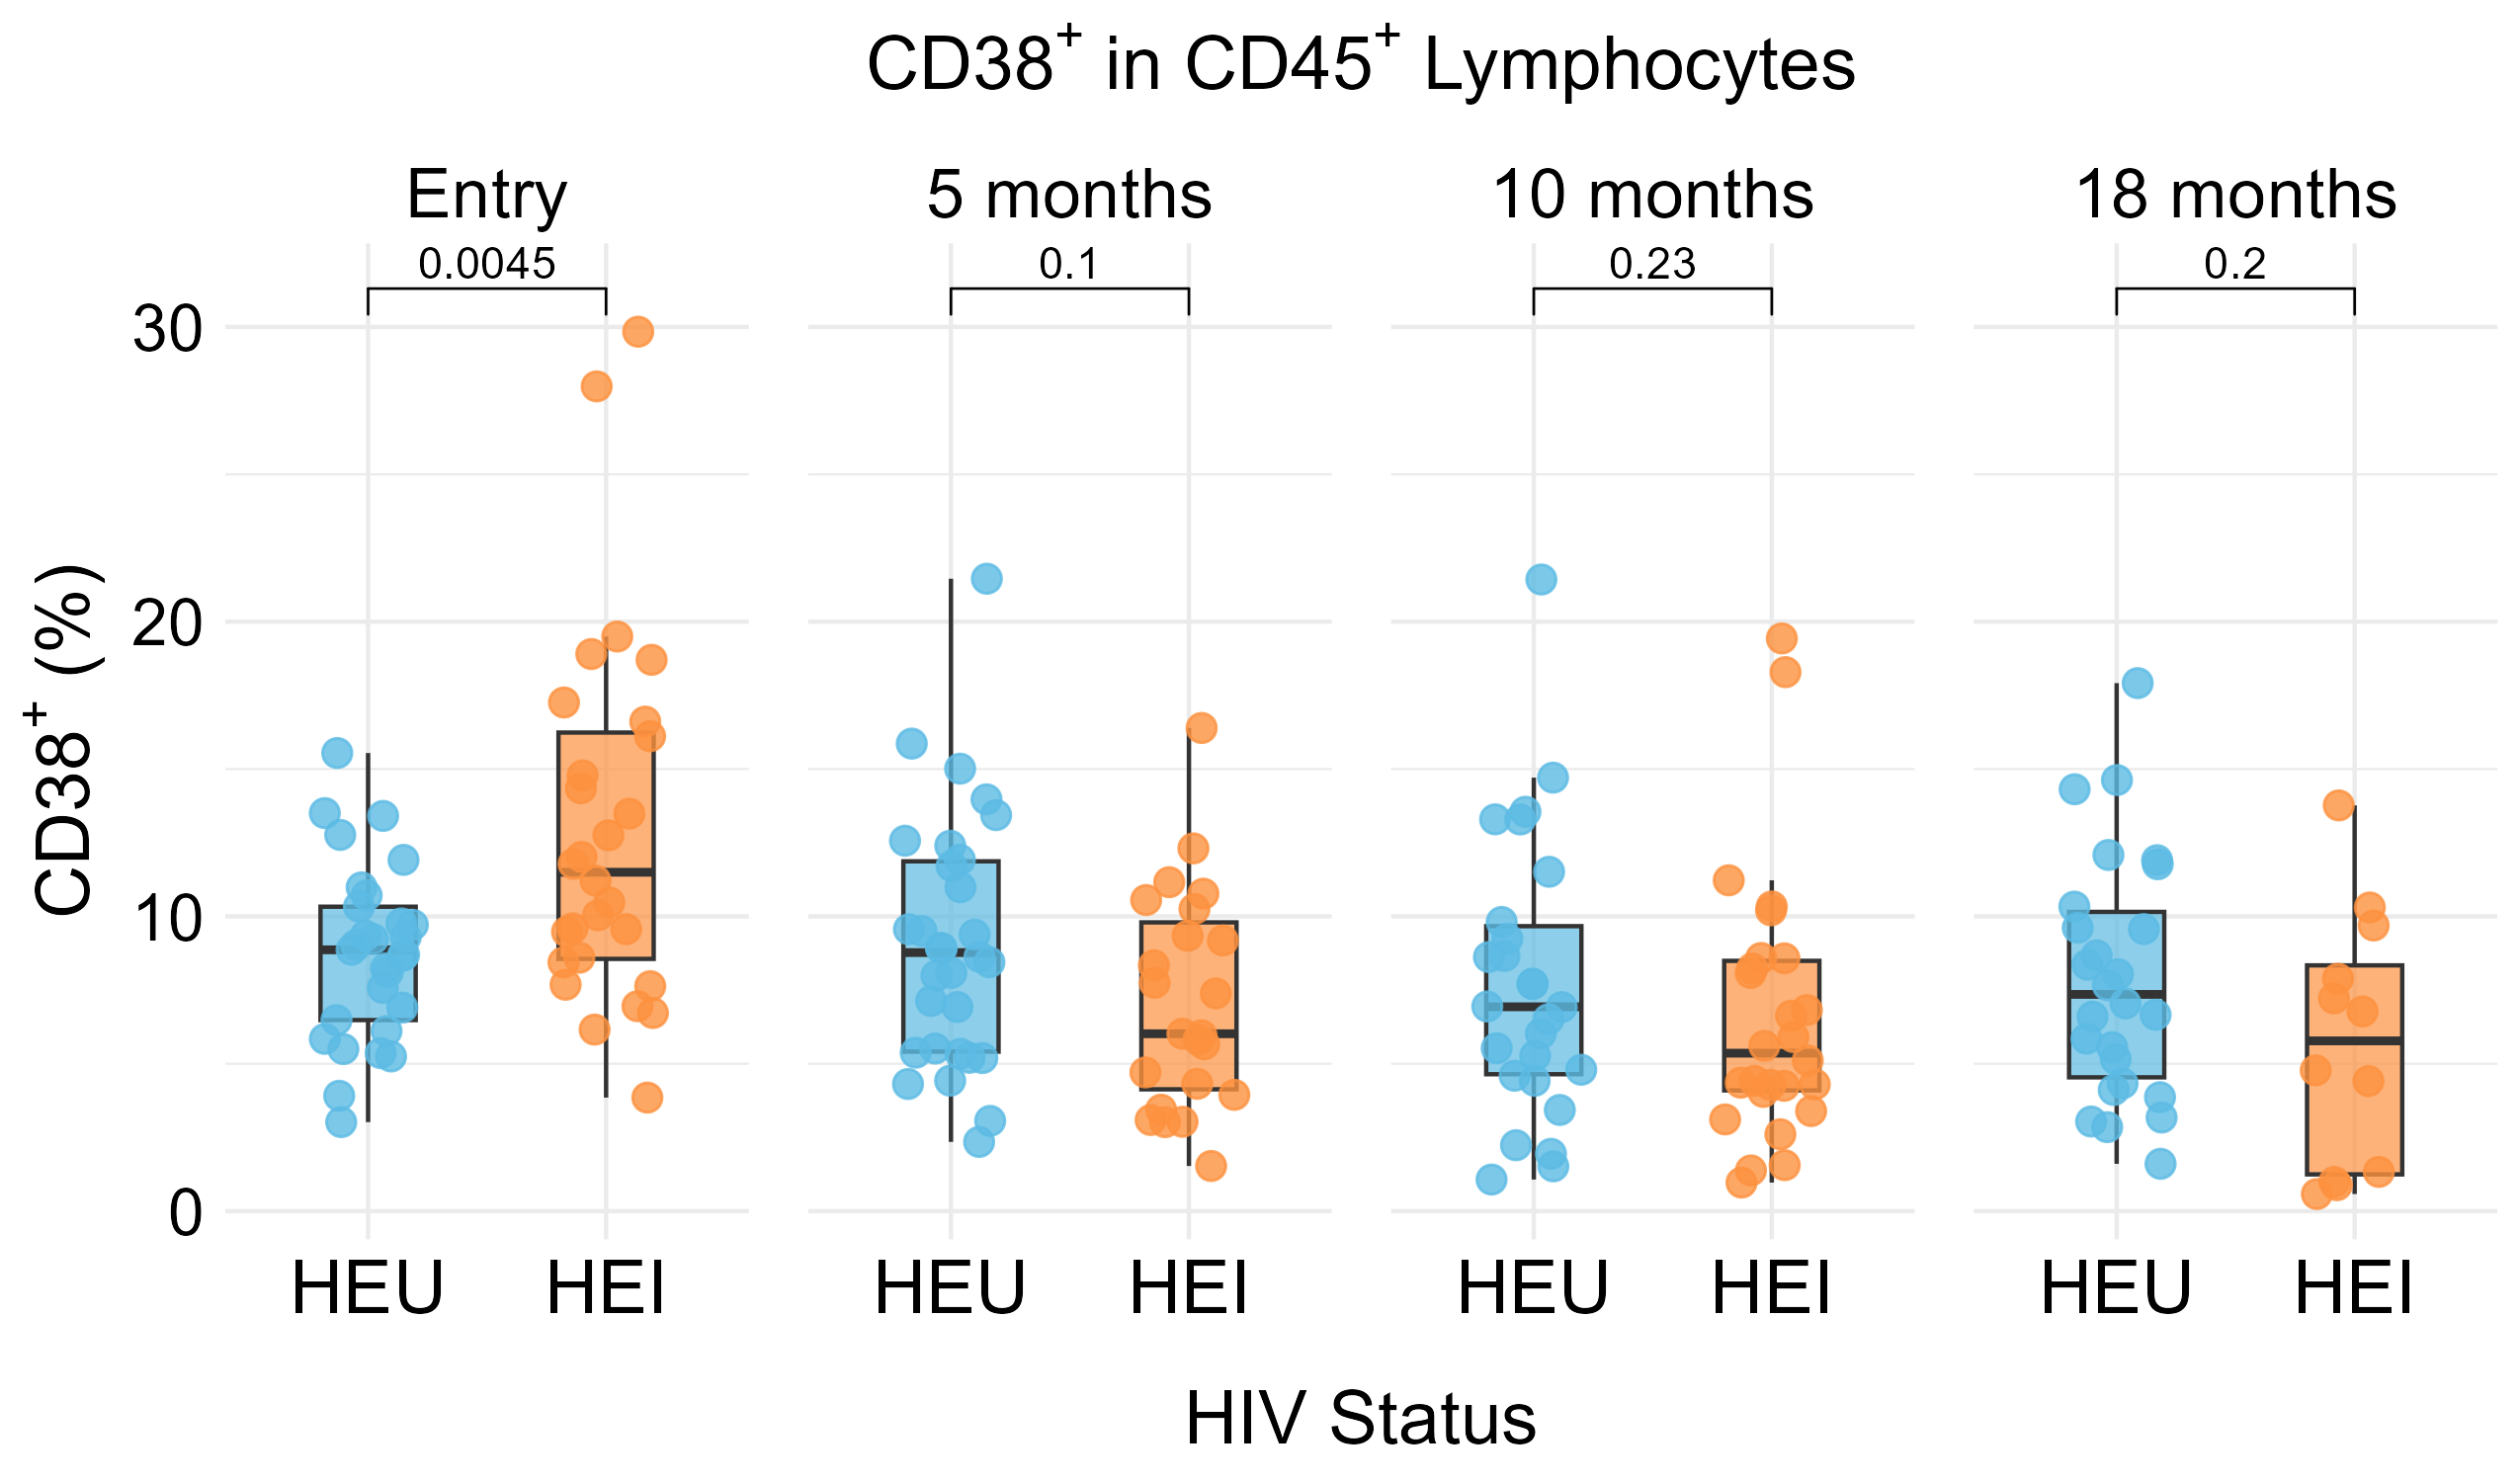 CD38⁺ in CD45⁺ Lymphocytes
Entry
5 months
10 months
18 months
0.0045
0.1
0.23
0.2
CD38⁺ (%)
30
20
10
0
HEU
HEI
HEU
HEI
HEU
HEI
HEU
HEI
HIV Status